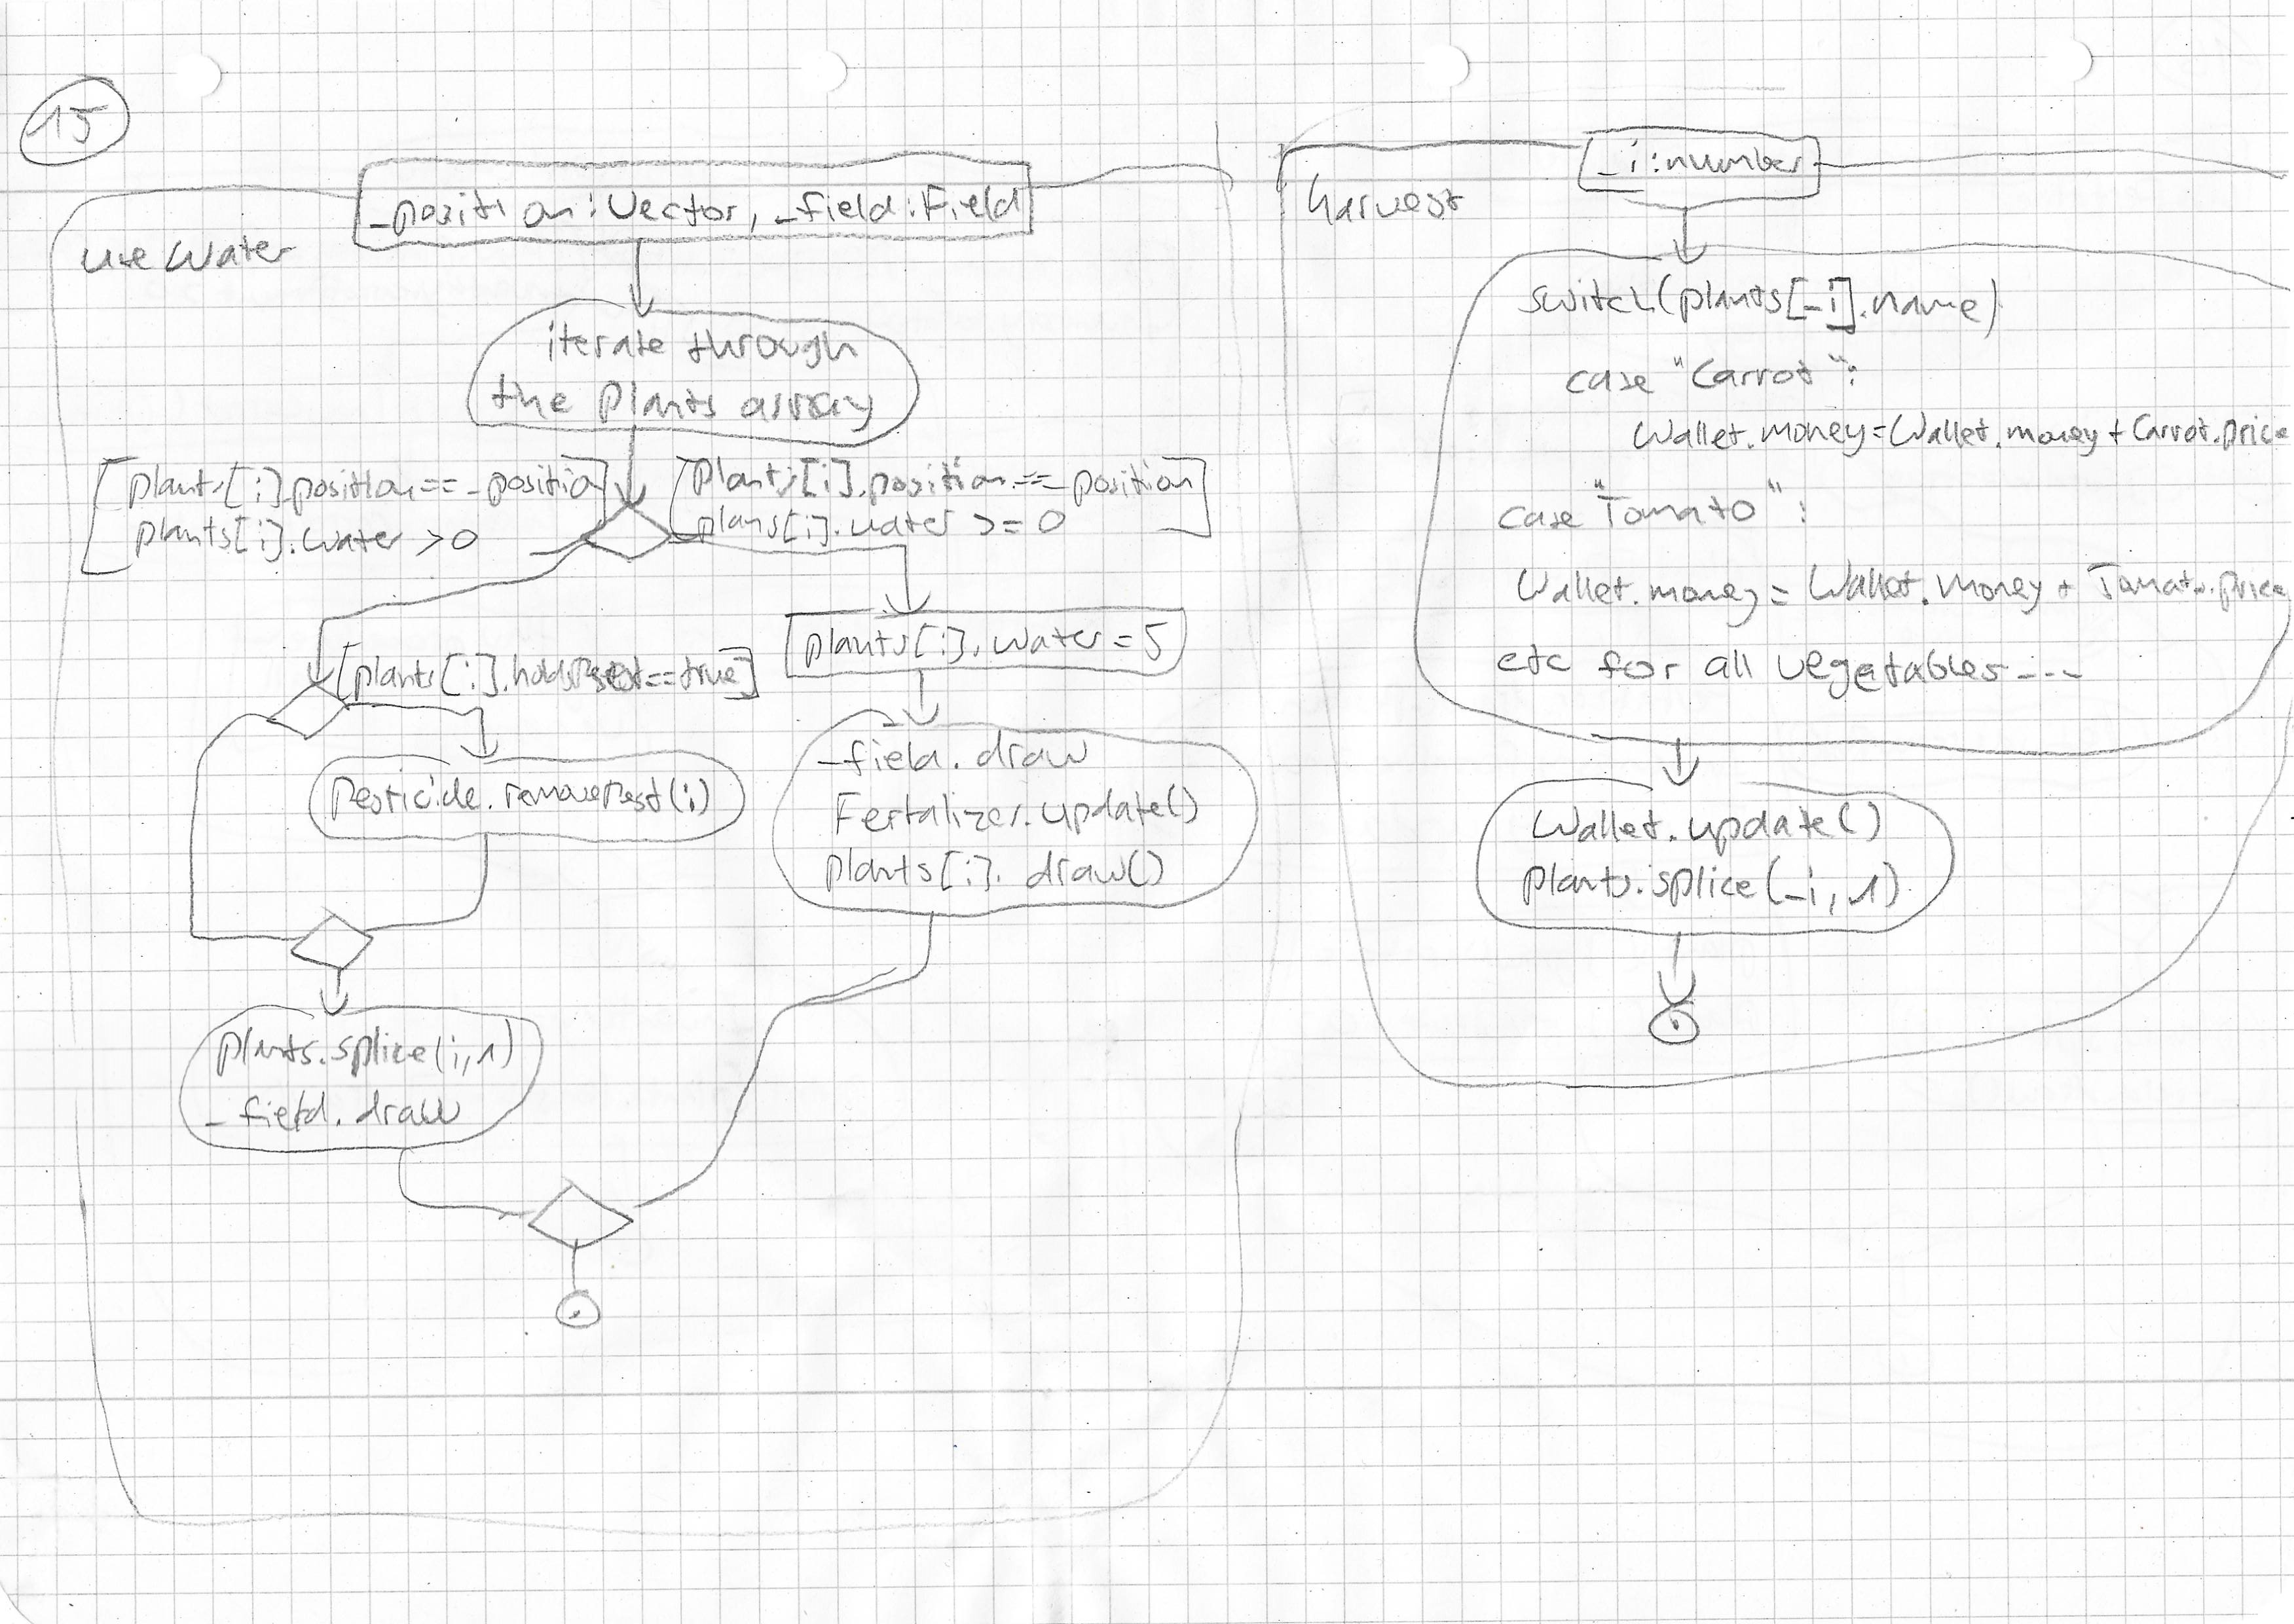 15
_position: Vector, _field: Field
use Water
iterate through
the plants array
[plants[i].position == _position
plants[i].water > 0]
[plants[i].position == _position
plans[i].water >= 0]
[plants[i].holds == true]
plants[i].water = 5
Pesticide.removePest(i)
_field.draw
Fertalizer.update()
plants[i].draw()
plants.splice(i,1)
_field.draw
_i: number
harvest
switch(plants[_i].name)
case "Carrot":
Wallet.money = Wallet.money + Carrot.price
case "Tomato":
Wallet.money = Wallet.money + Tomato.price
etc for all vegetables ---
Wallet.update()
plants.splice(_i, 1)